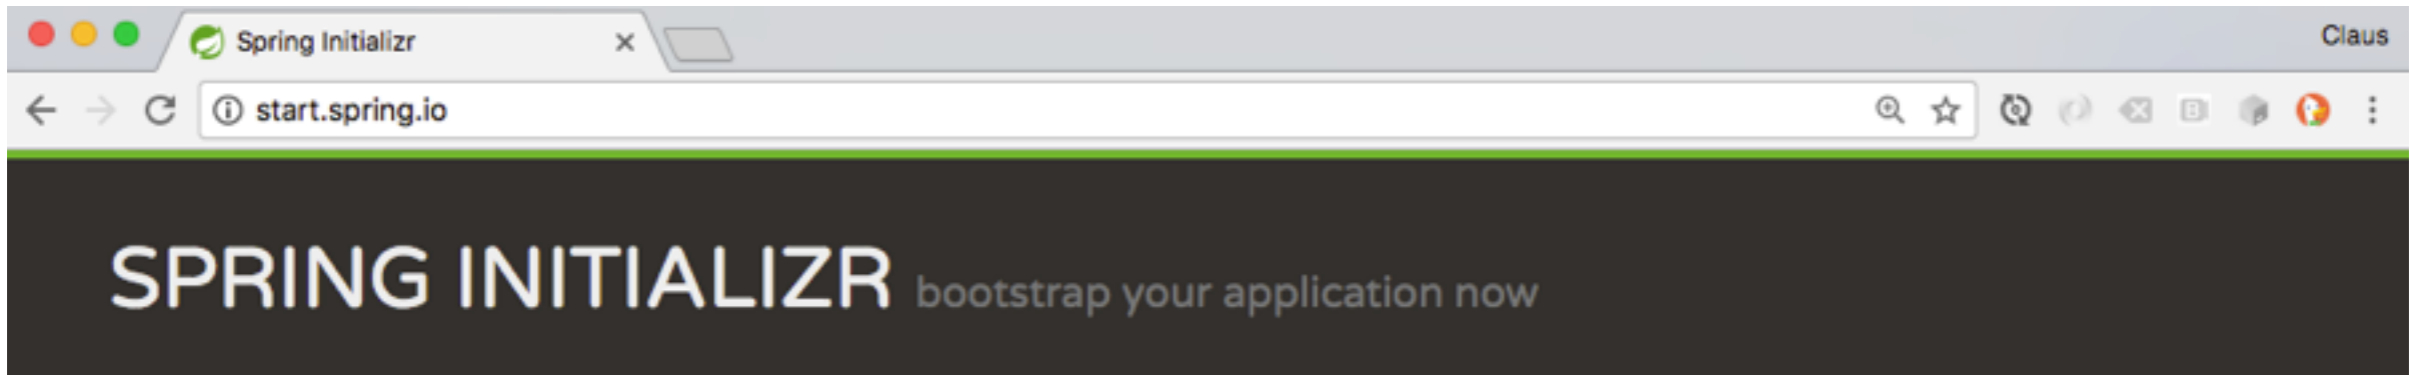 Spring Initializr
Claus
start.spring.io
SPRING INITIALIZR bootstrap your application now